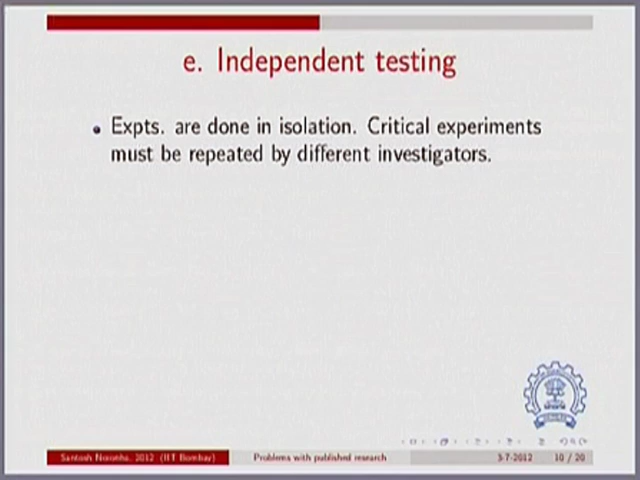 e. Independent testing
Expts. are done in isolation. Critical experiments
must be repeated by different investigators.
Santosh Noronha, 2012 (IIT Bombay)
Problems with published research
3-7-2012
10 / 20